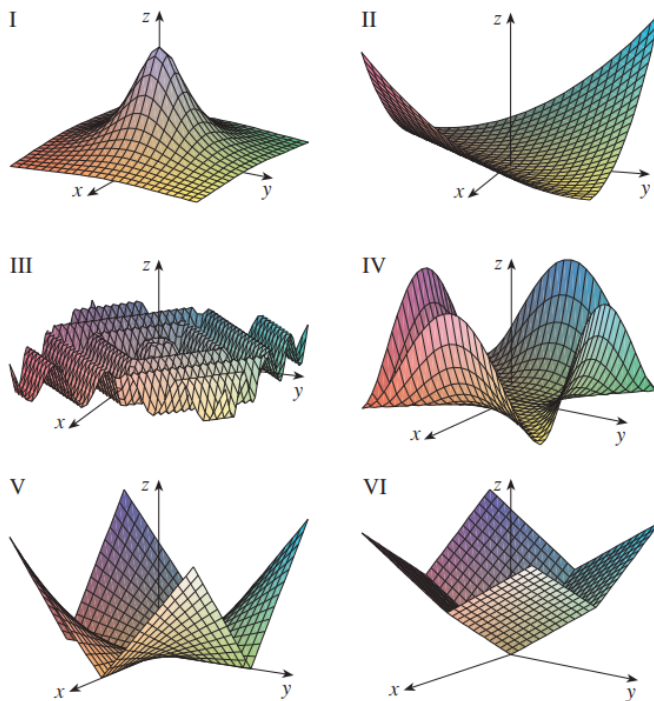 I z x y
II z x y
III z x y
IV z x y
V z x y
VI z x y